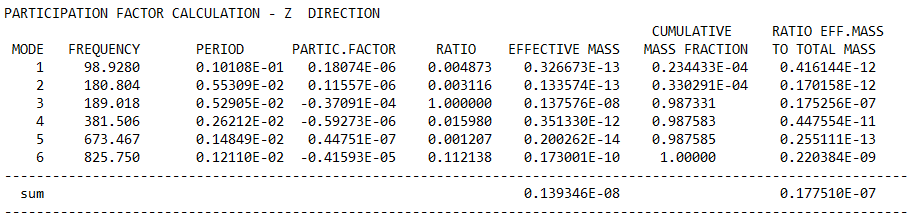 PARTICIPATION FACTOR CALCULATION - Z  DIRECTION
CUMULATIVE     RATIO EFF.MASS
MODE   FREQUENCY       PERIOD      PARTIC.FACTOR     RATIO    EFFECTIVE MASS   MASS FRACTION   TO TOTAL MASS
1     98.9280       0.10108E-01   0.18074E-06    0.004873    0.326673E-13    0.234433E-04    0.416144E-12
2     180.804       0.55309E-02   0.11557E-06    0.003116    0.133574E-13    0.330291E-04    0.170158E-12
3     189.018       0.52905E-02  -0.37091E-04    1.000000    0.137576E-08    0.987331        0.175256E-07
4     381.506       0.26212E-02  -0.59273E-06    0.015980    0.351330E-12    0.987583        0.447554E-11
5     673.467       0.14849E-02   0.44751E-07    0.001207    0.200262E-14    0.987585        0.255111E-13
6     825.750       0.12110E-02  -0.41593E-05    0.112138    0.173001E-10     1.00000        0.220384E-09
-----------------------------------------------------------------------------------------------------------------
sum                                                           0.139346E-08                    0.177510E-07
-----------------------------------------------------------------------------------------------------------------